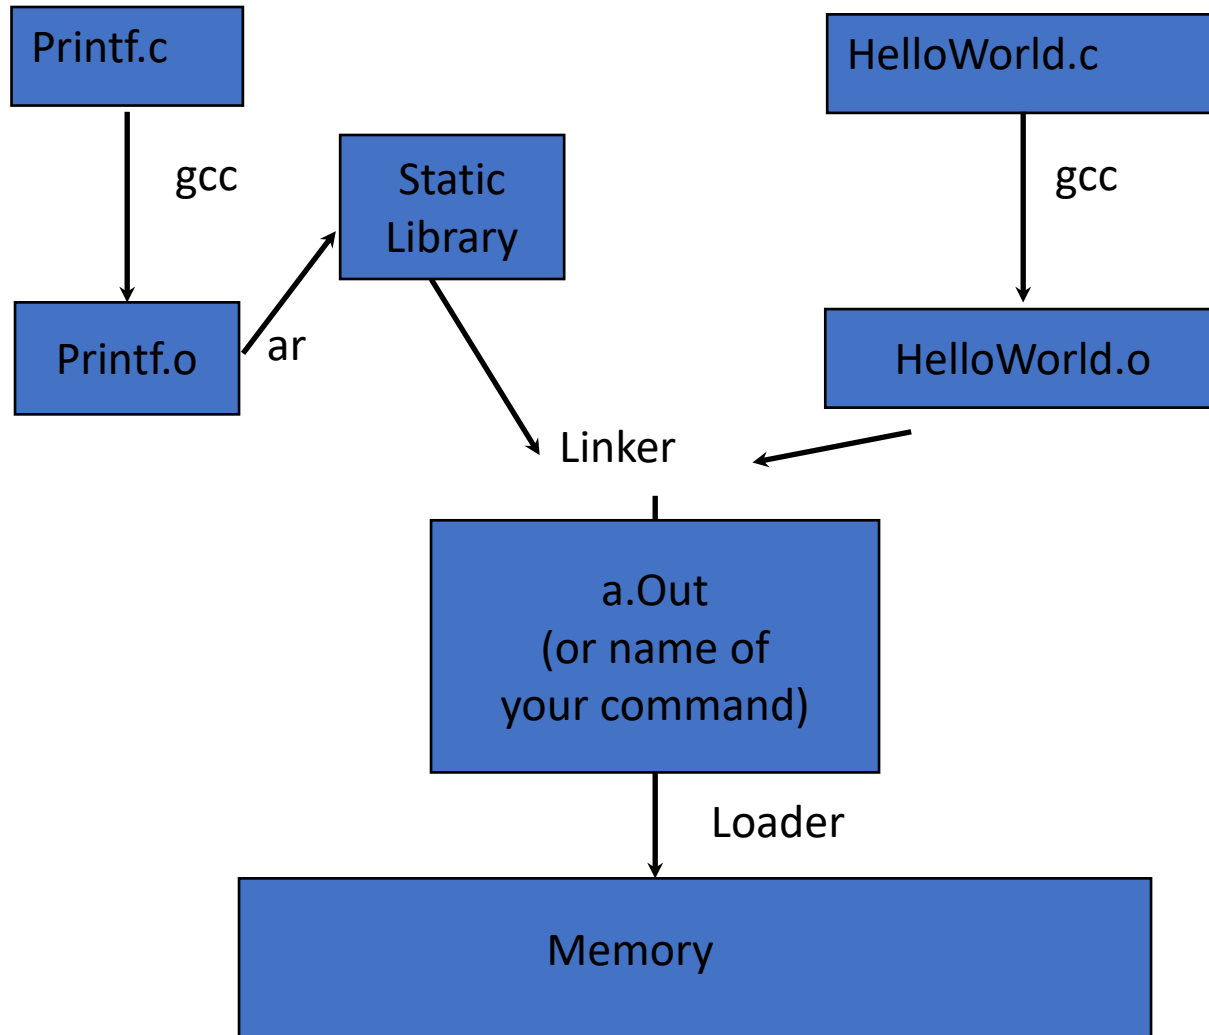 Printf.c
HelloWorld.c
gcc
Static
Library
gcc
Printf.o
ar
HelloWorld.o
Linker
a.Out
(or name of
your command)
Loader
Memory